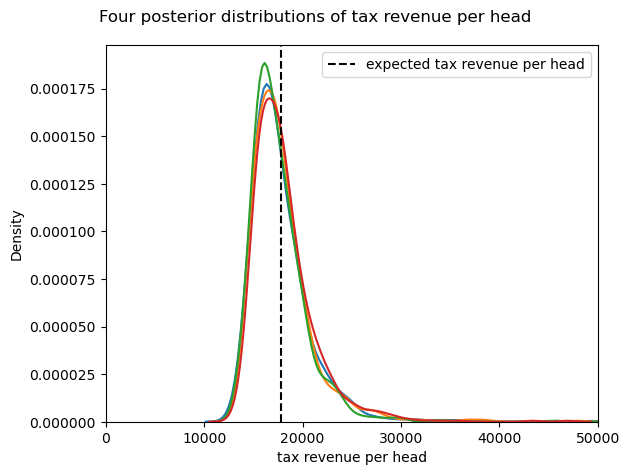 Four posterior distributions of tax revenue per head
expected tax revenue per head
0.000175
0.000150
0.000125
0.000100
0.000075
0.000050
0.000025
0.000000
Density
0 10000 20000 30000 40000 50000
tax revenue per head